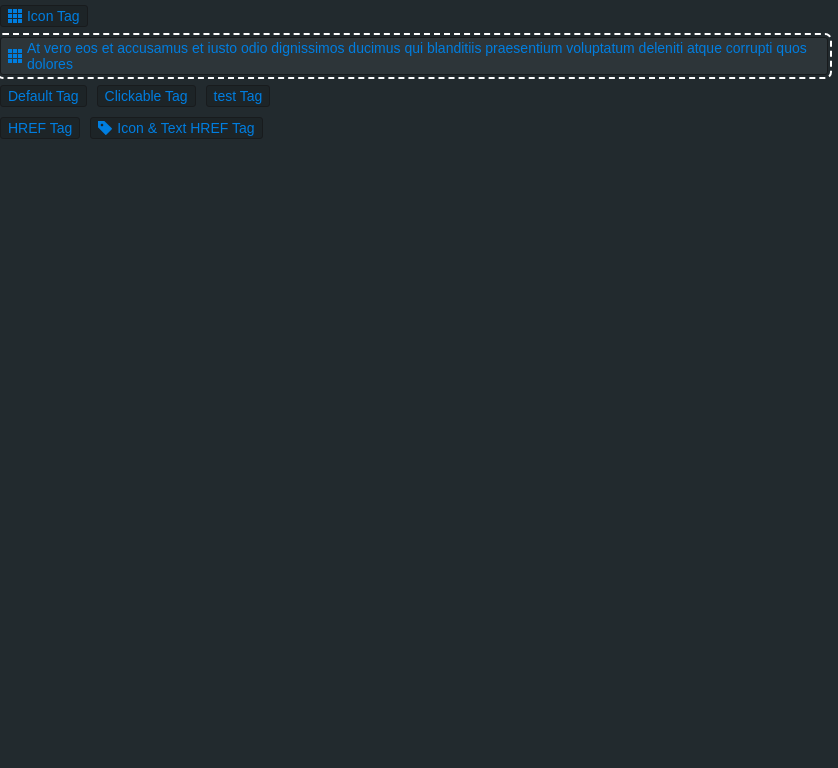 Icon Tag
At vero eos et accusamus et iusto odio dignissimos ducimus qui blanditiis praesentium voluptatum deleniti atque corrupti quos
dolores
Default Tag Clickable Tag test Tag
HREF Tag Icon & Text HREF Tag